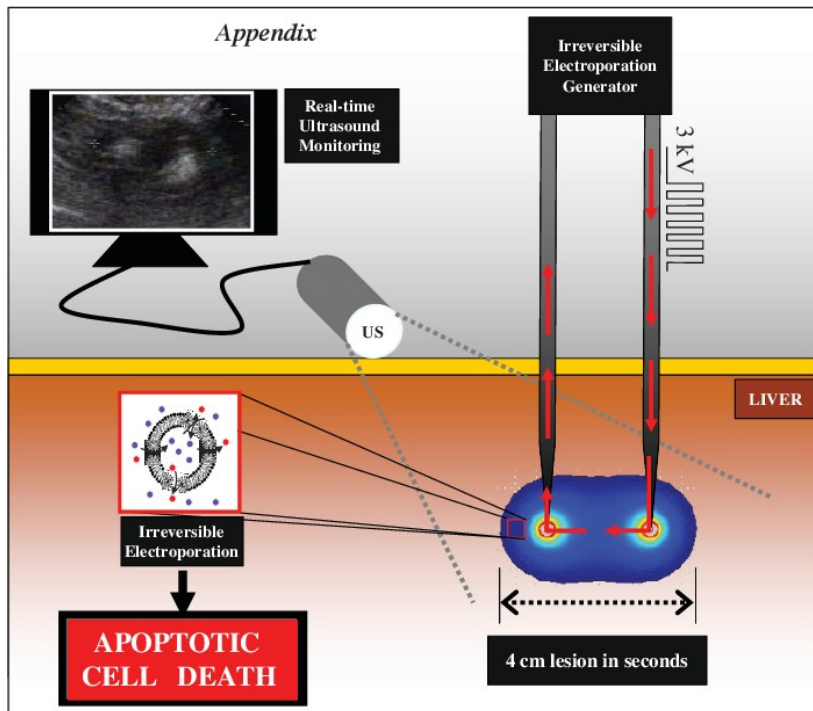 Appendix
Real-time
Ultrasound
Monitoring
Irreversible
Electroporation
Generator
3 kV
US
LIVER
Irreversible
Electroporation
APOPTOTIC
CELL DEATH
4 cm lesion in seconds